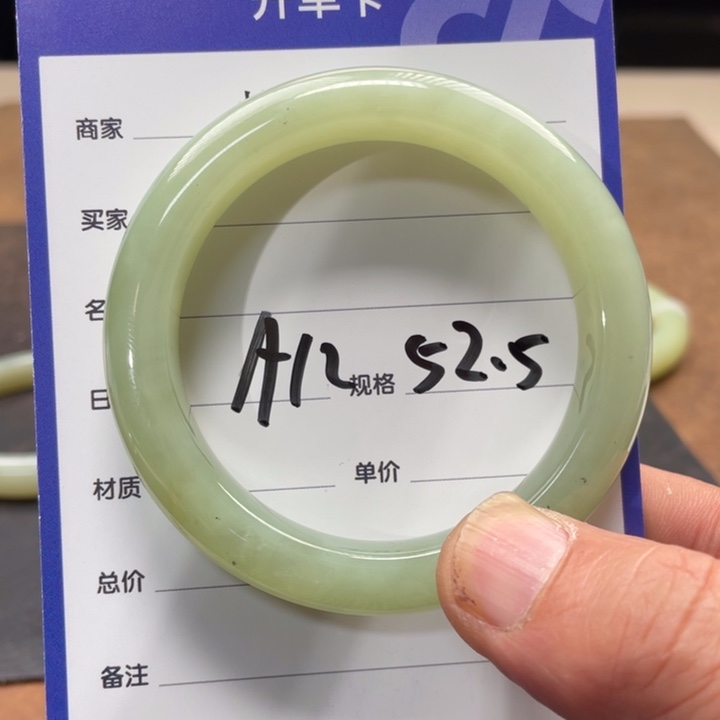 开单卡
商家
买家
名
日
A12 规格 52.5
材质 单价
总价
备注